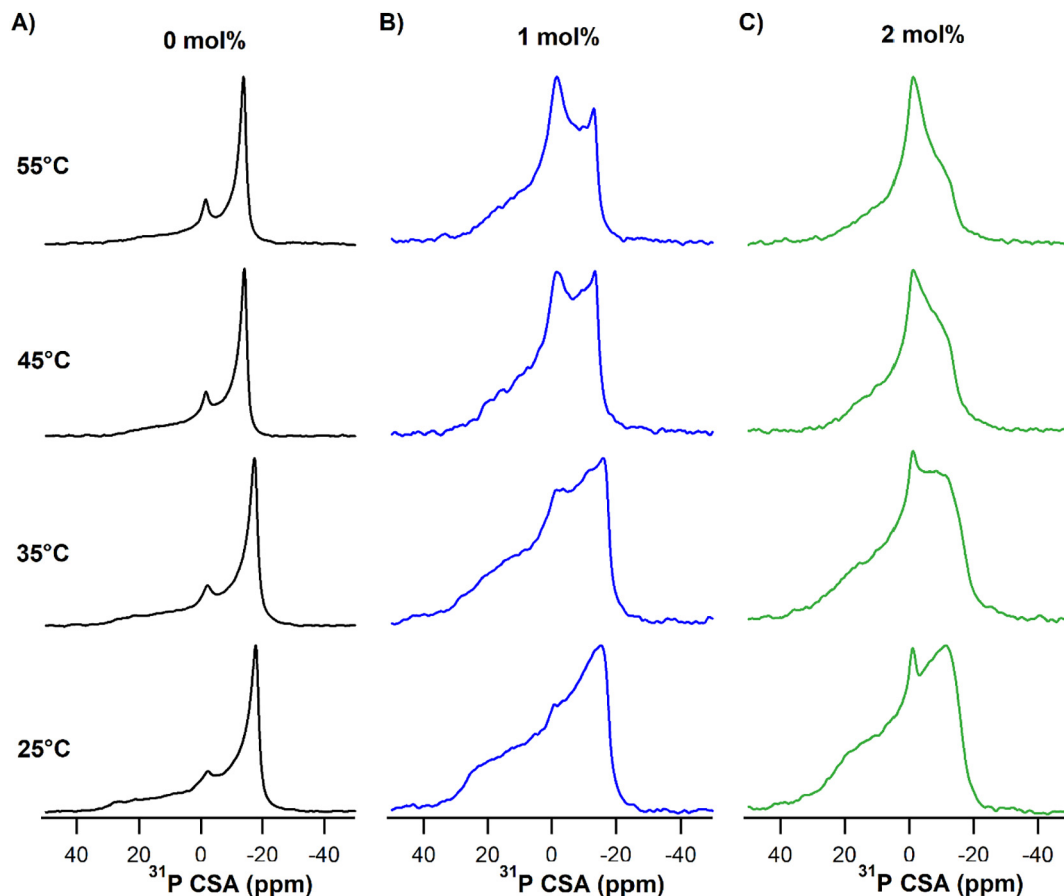 A) 0 mol% B) 1 mol% C) 2 mol%
55°C
45°C
35°C
25°C
40 20 0 -20 -40 40 20 0 -20 -40 40 20 0 -20 -40
³¹P CSA (ppm) ³¹P CSA (ppm) ³¹P CSA (ppm)